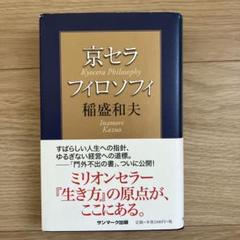 京セラ
Kyocera Philosophy
フィロソフィ
稲盛和夫
Inamori
Kazuo
すばらしい人生への指針、
ゆるぎない経営への道標。
――「門外不出の書」、ついに公開！
ミリオンセラー
『生き方』の原点が、
ここにある。
サンマーク出版